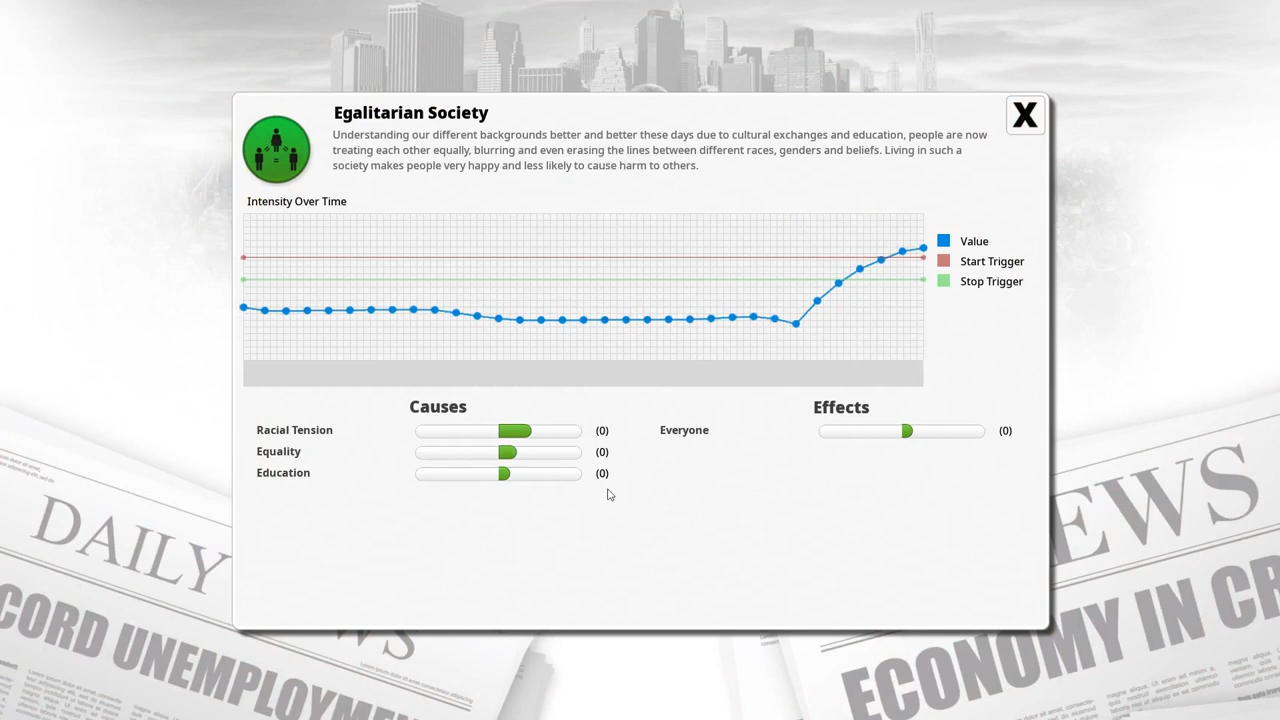 Egalitarian Society
X
Understanding our different backgrounds better and better these days due to cultural exchanges and education, people are now
treating each other equally, blurring and even erasing the lines between different races, genders and beliefs. Living in such a
society makes people very happy and less likely to cause harm to others.
=
Intensity Over Time
Value
Start Trigger
Stop Trigger
Causes
Effects
Racial Tension (0)
Everyone (0)
Equality (0)
Education (0)
DAILY
WS
CORD UNEMPLOYME
EWS
ECONOMY IN CR